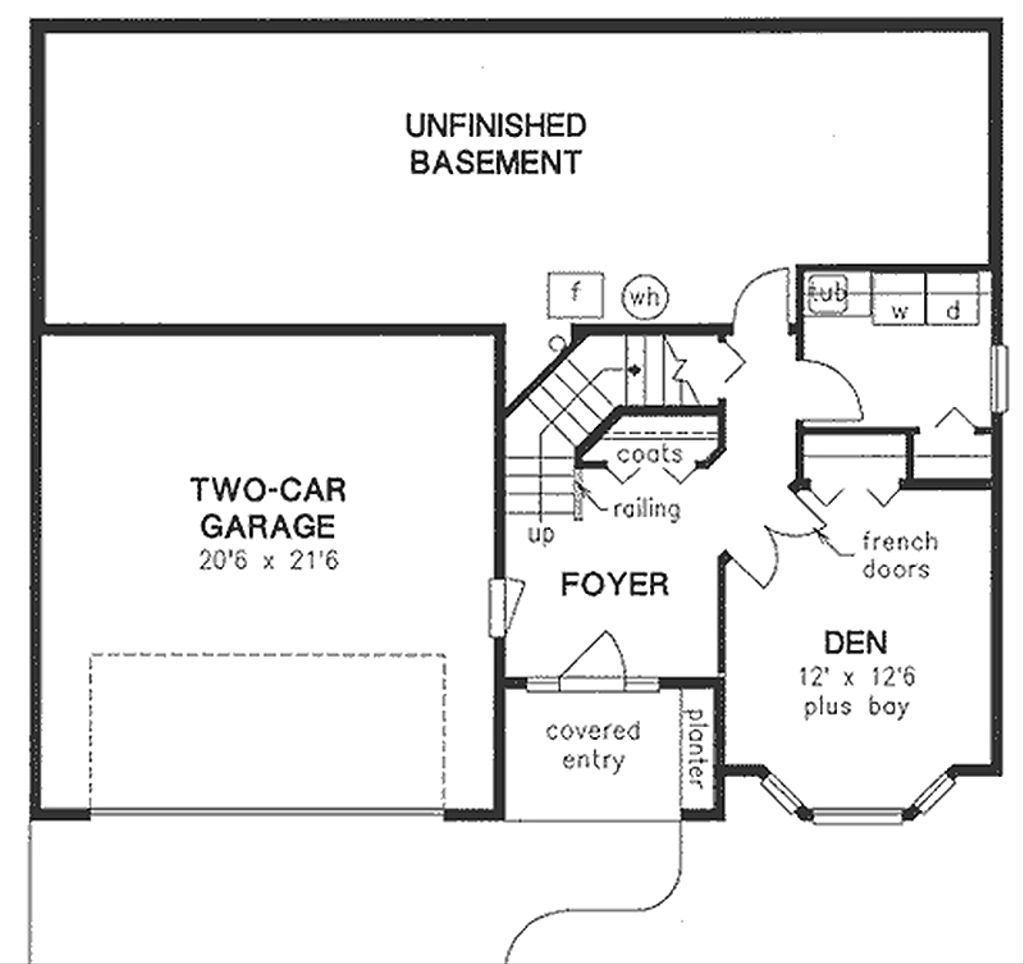 UNFINISHED
BASEMENT
f
wh
tub
w
d
coats
railing
up
TWO-CAR
GARAGE
20'6 x 21'6
FOYER
french
doors
DEN
12' x 12'6
plus bay
covered
entry
planter